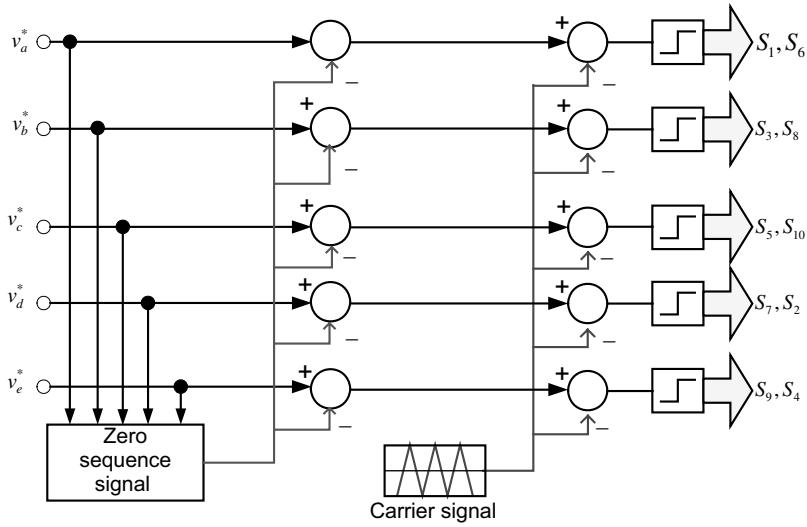 v*a + S1, S6
− −
v*b + + S3, S8
− −
v*c + + S5, S10
− −
v*d + + S7, S2
− −
v*e + + S9, S4
− −
Zero
sequence
signal
Carrier signal